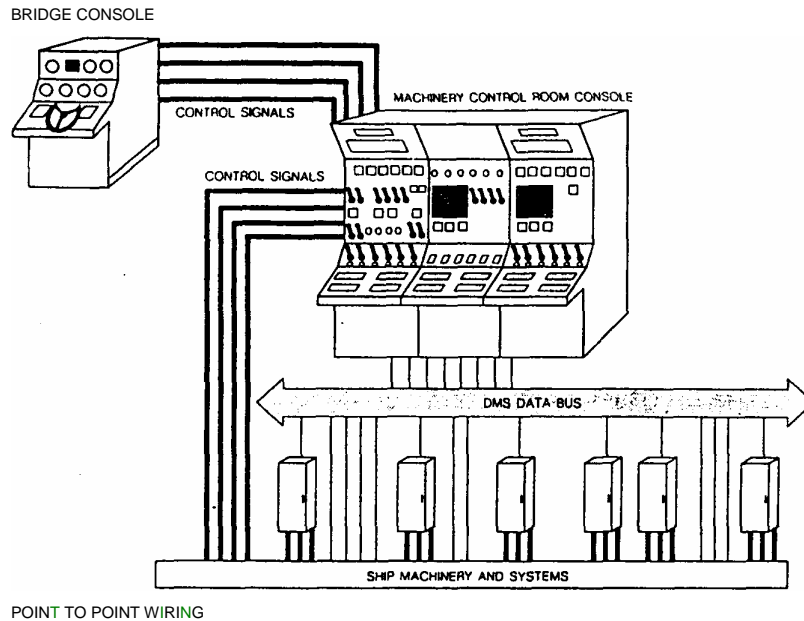 BRIDGE CONSOLE
CONTROL SIGNALS
MACHINERY CONTROL ROOM CONSOLE
CONTROL SIGNALS
DMS DATA BUS
SHIP MACHINERY AND SYSTEMS
POINT TO POINT WIRING